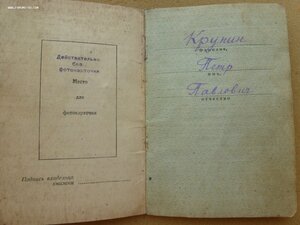 Действительно
без
фотокарточки
Место
для
фотокарточки
Подпись владельца
книжки
Крупин
фамилия,
Петр
имя,
Павлович
отчество